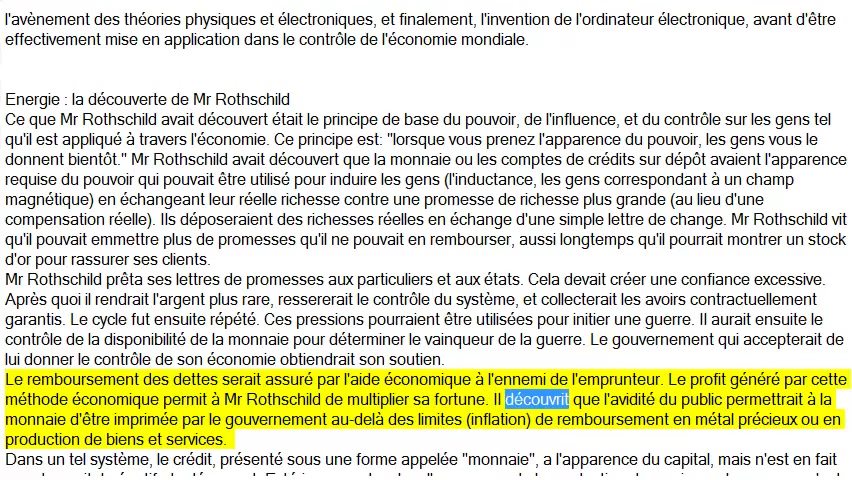 l'avènement des théories physiques et électroniques, et finalement, l'invention de l'ordinateur électronique, avant d'être
effectivement mise en application dans le contrôle de l'économie mondiale.
Energie : la découverte de Mr Rothschild
Ce que Mr Rothschild avait découvert était le principe de base du pouvoir, de l'influence, et du contrôle sur les gens tel
qu'il est appliqué à travers l'économie. Ce principe est: "lorsque vous prenez l'apparence du pouvoir, les gens vous le
donnent bientôt." Mr Rothschild avait découvert que la monnaie ou les comptes de crédits sur dépôt avaient l'apparence
requise du pouvoir qui pouvait être utilisé pour induire les gens (l'inductance, les gens correspondant à un champ
magnétique) en échangeant leur réelle richesse contre une promesse de richesse plus grande (au lieu d'une
compensation réelle). Ils déposeraient des richesses réelles en échange d'une simple lettre de change. Mr Rothschild vit
qu'il pouvait emmettre plus de promesses qu'il ne pouvait en rembourser, aussi longtemps qu'il pourrait montrer un stock
d'or pour rassurer ses clients.
Mr Rothschild prêta ses lettres de promesses aux particuliers et aux états. Cela devait créer une confiance excessive.
Après quoi il rendrait l'argent plus rare, ressererait le contrôle du système, et collecterait les avoirs contractuellement
garantis. Le cycle fut ensuite répété. Ces pressions pourraient être utilisées pour initier une guerre. Il aurait ensuite le
contrôle de la disponibilité de la monnaie pour déterminer le vainqueur de la guerre. Le gouvernement qui accepterait de
lui donner le contrôle de son économie obtiendrait son soutien.
Le remboursement des dettes serait assuré par l'aide économique à l'ennemi de l'emprunteur. Le profit généré par cette
méthode économique permit à Mr Rothschild de multiplier sa fortune. Il découvrit que l'avidité du public permettrait à la
monnaie d'être imprimée par le gouvernement au-delà des limites (inflation) de remboursement en métal précieux ou en
production de biens et services.
Dans un tel système, le crédit, présenté sous une forme appelée "monnaie", a l'apparence du capital, mais n'est en fait